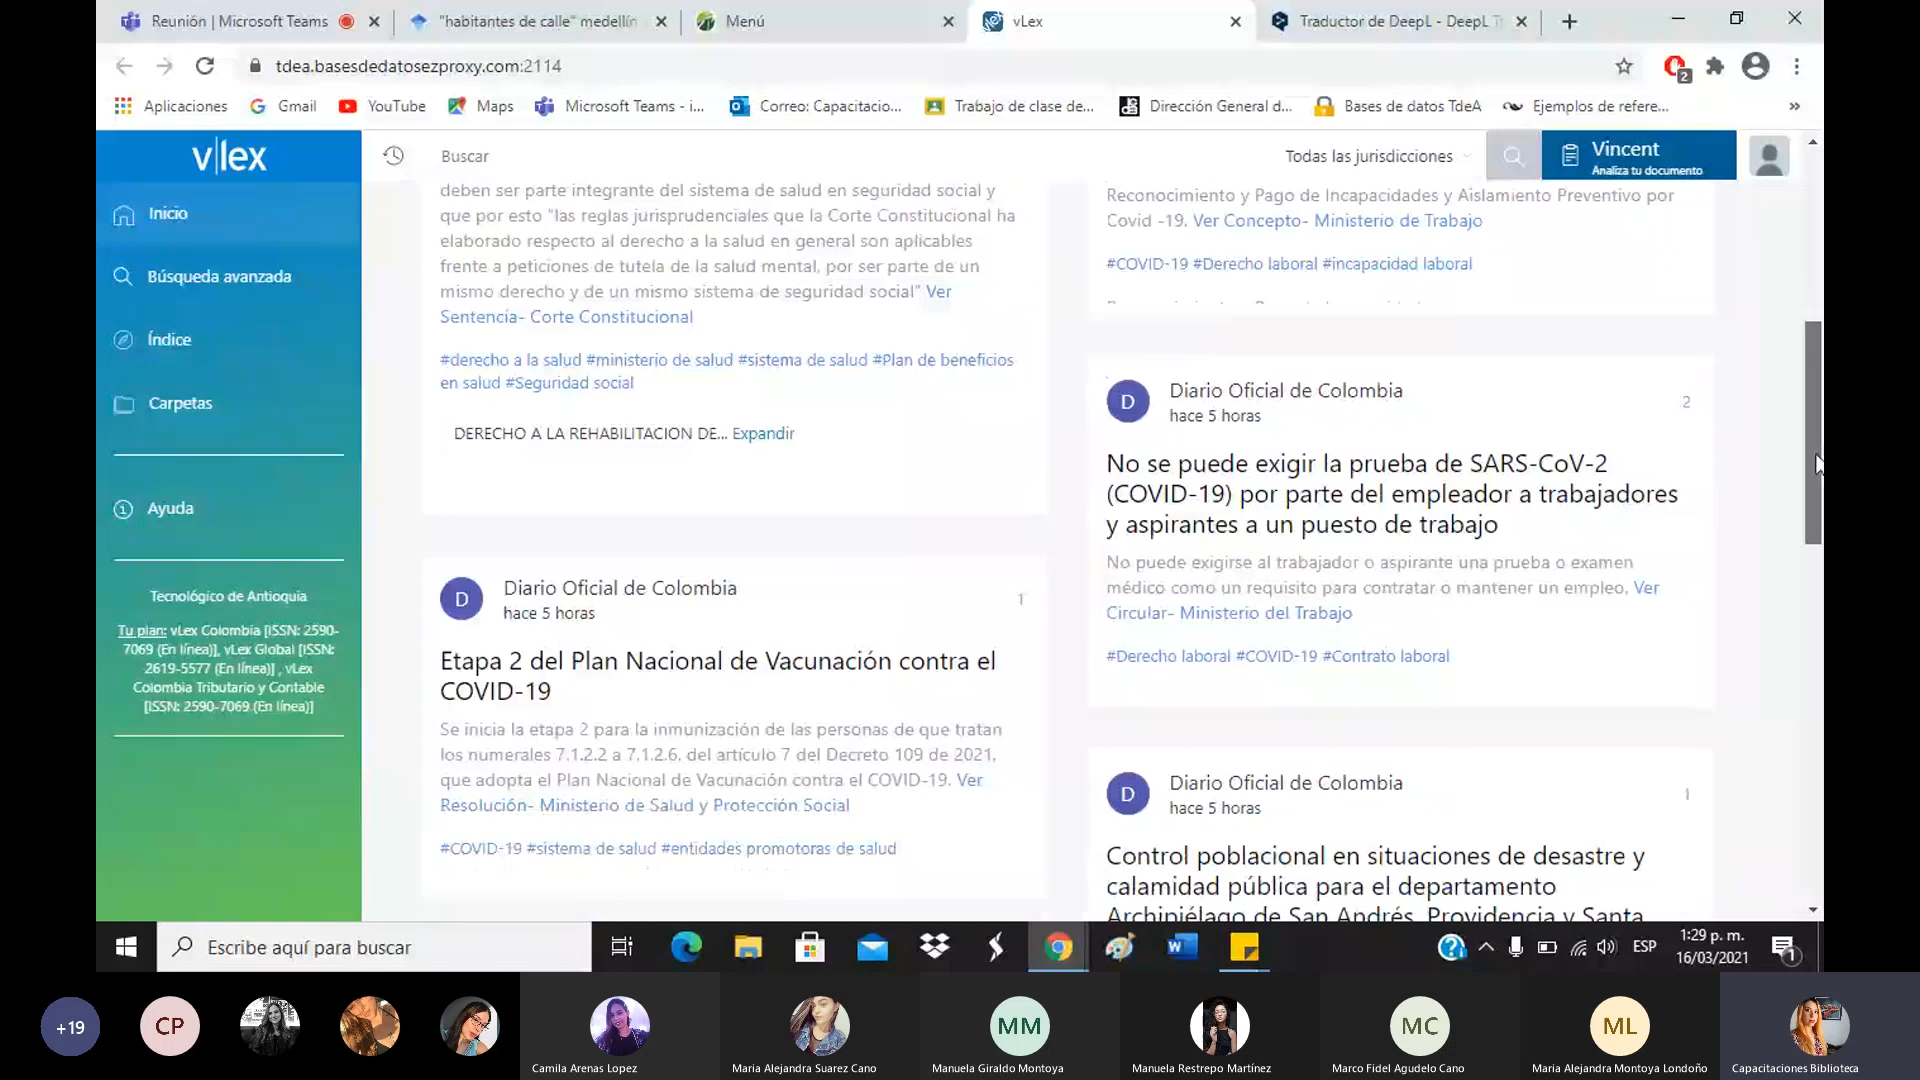 Reunión | Microsoft Teams
"habitantes de calle" medellín
Menú
vLex
Traductor de DeepL - DeepL T
tdea.basesdedatosezproxy.com:2114
2
Aplicaciones
Gmail
YouTube
Maps
Microsoft Teams - i...
Correo: Capacitacio...
Trabajo de clase de...
Dirección General d...
Bases de datos TdeA
Ejemplos de refere...
»
v|lex
Buscar
Todas las jurisdicciones
Vincent
Analiza tu documento
Inicio
Búsqueda avanzada
Índice
Carpetas
Ayuda
Tecnológico de Antioquia
Tu plan: vLex Colombia [ISSN: 2590-
7069 (En línea)], vLex Global [ISSN:
2619-5577 (En línea)] , vLex
Colombia Tributario y Contable
[ISSN: 2590-7069 (En línea)]
deben ser parte integrante del sistema de salud en seguridad social y
que por esto "las reglas jurisprudenciales que la Corte Constitucional ha
elaborado respecto al derecho a la salud en general son aplicables
frente a peticiones de tutela de la salud mental, por ser parte de un
mismo derecho y de un mismo sistema de seguridad social" Ver
Sentencia- Corte Constitucional
#derecho a la salud #ministerio de salud #sistema de salud #Plan de beneficios
en salud #Seguridad social
DERECHO A LA REHABILITACION DE... Expandir
D
Diario Oficial de Colombia
hace 5 horas
1
Etapa 2 del Plan Nacional de Vacunación contra el
COVID-19
Se inicia la etapa 2 para la inmunización de las personas de que tratan
los numerales 7.1.2.2 a 7.1.2.6. del artículo 7 del Decreto 109 de 2021,
que adopta el Plan Nacional de Vacunación contra el COVID-19. Ver
Resolución- Ministerio de Salud y Protección Social
#COVID-19 #sistema de salud #entidades promotoras de salud
Reconocimiento y Pago de Incapacidades y Aislamiento Preventivo por
Covid -19. Ver Concepto- Ministerio de Trabajo
#COVID-19 #Derecho laboral #incapacidad laboral
D
Diario Oficial de Colombia
hace 5 horas
2
No se puede exigir la prueba de SARS-CoV-2
(COVID-19) por parte del empleador a trabajadores
y aspirantes a un puesto de trabajo
No puede exigirse al trabajador o aspirante una prueba o examen
médico como un requisito para contratar o mantener un empleo. Ver
Circular- Ministerio del Trabajo
#Derecho laboral #COVID-19 #Contrato laboral
D
Diario Oficial de Colombia
hace 5 horas
1
Control poblacional en situaciones de desastre y
calamidad pública para el departamento
Archipiélago de San Andrés, Providencia y Santa
Escribe aquí para buscar
ESP
1:29 p. m.
16/03/2021
1
+19
CP
MM
MC
ML
Camila Arenas Lopez
Maria Alejandra Suarez Cano
Manuela Giraldo Montoya
Manuela Restrepo Martínez
Marco Fidel Agudelo Cano
Maria Alejandra Montoya Londoño
Capacitaciones Biblioteca